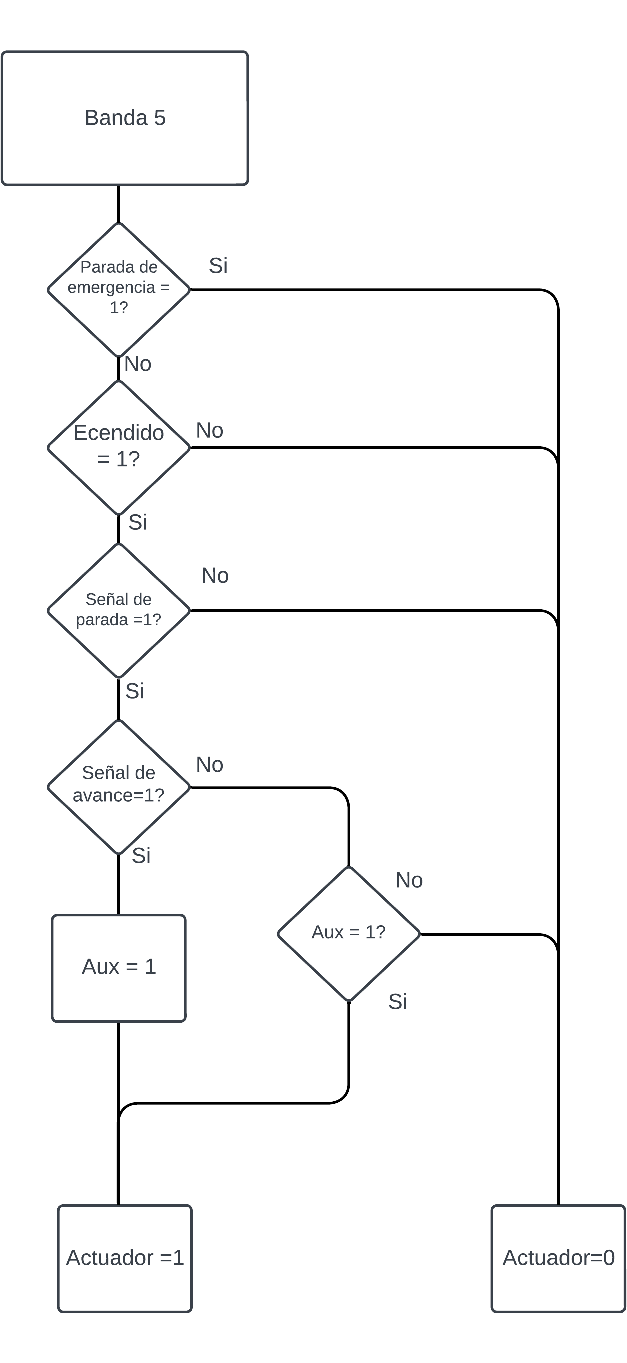 Banda 5
Parada de
emergencia =
1?
Si
No
Ecendido
= 1?
No
Si
Señal de
parada =1?
No
Si
Señal de
avance=1?
No
Si
Aux = 1?
No
Si
Aux = 1
Actuador =1
Actuador=0